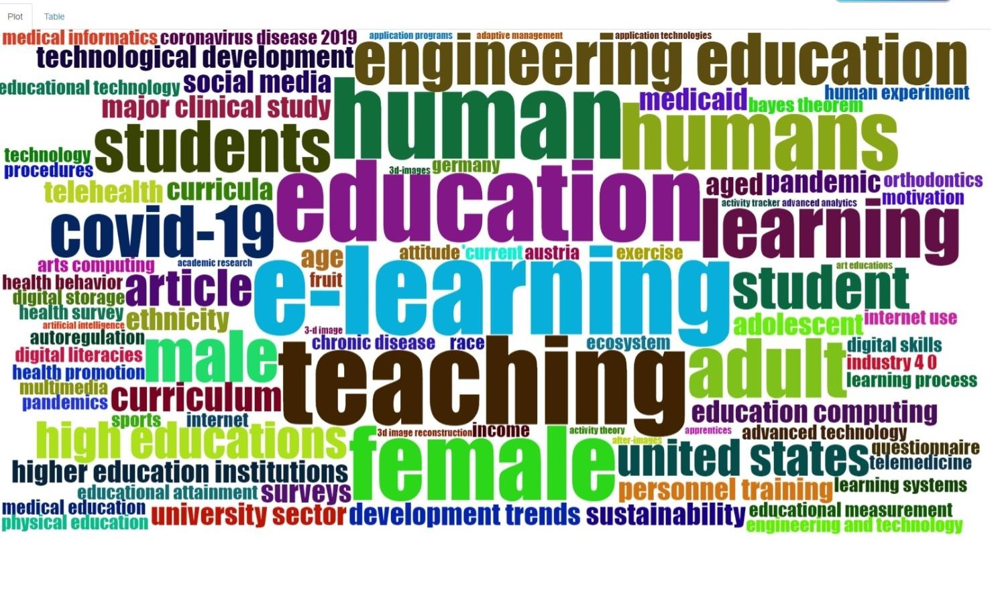 Plot Table
medical informatics coronavirus disease 2019 application programs adaptive management application technologies
technological development engineering education
educational technology social media human medicaid human experiment
major clinical study bayes theorem
students humans
technology
procedures 3d-images germany
telehealth curricula education aged pandemic orthodontics
activity tracker advanced analytics motivation
covid-19 learning
age attitude 'current austria exercise
arts computing academic research art educations
health behavior article fruit e-learning student
digital storage
health survey ethnicity adolescent internet use
artificial intelligence 3-d image
autoregulation male chronic disease race ecosystem adult digital skills
digital literacies teaching industry 4 0
health promotion learning process
multimedia curriculum
pandemics education computing
sports internet
high educations 3d image reconstruction income activity theory apprentices advanced technology
female after-images united states questionnaire
higher education institutions telemedicine
educational attainment surveys personnel training learning systems
medical education university sector development trends sustainability educational measurement
physical education engineering and technology